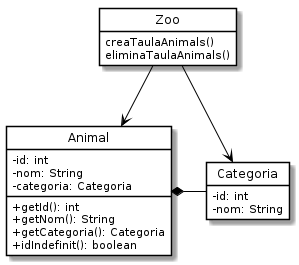 Zoo
creaTaulaAnimals()
eliminaTaulaAnimals()
Animal
-id: int
-nom: String
-categoria: Categoria
+getId(): int
+getNom(): String
+getCategoria(): Categoria
+idIndefinit(): boolean
Categoria
-id: int
-nom: String